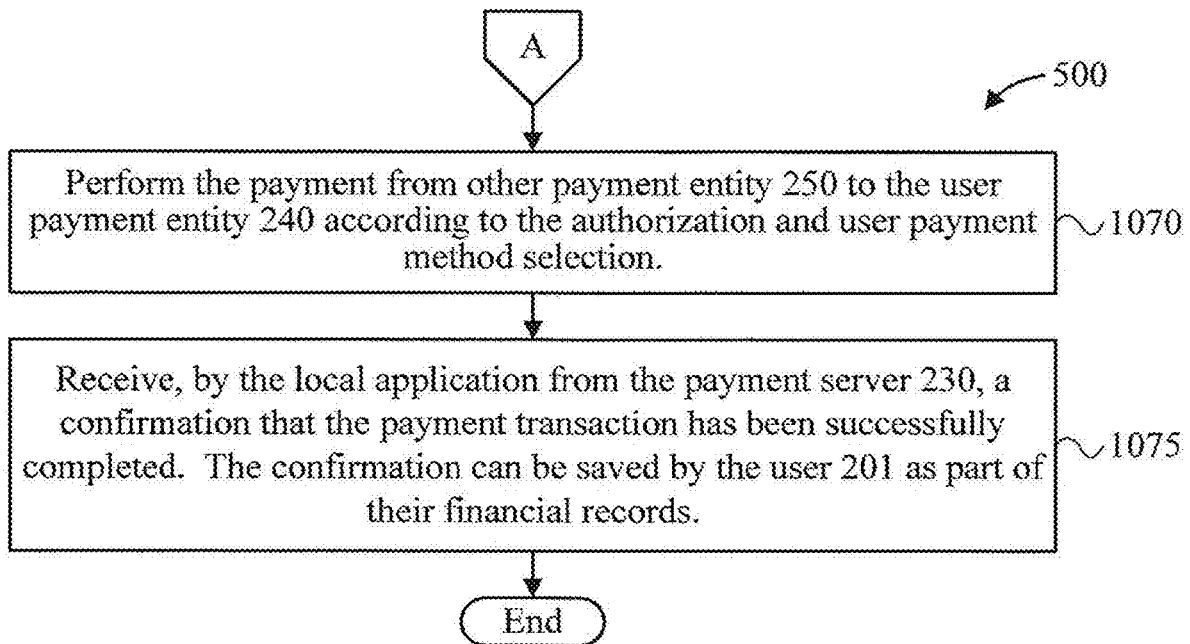 A
500
Perform the payment from other payment entity 250 to the user
payment entity 240 according to the authorization and user payment
method selection.
1070
Receive, by the local application from the payment server 230, a
confirmation that the payment transaction has been successfully
completed. The confirmation can be saved by the user 201 as part of
their financial records.
1075
End